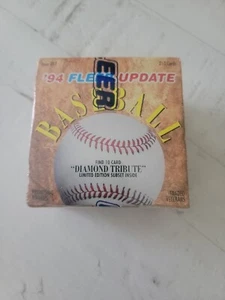 '94 FLEER UPDATE
BASEBALL
FIND 10 CARD
"DIAMOND TRIBUTE"
LIMITED EDITION SUBSET INSIDE